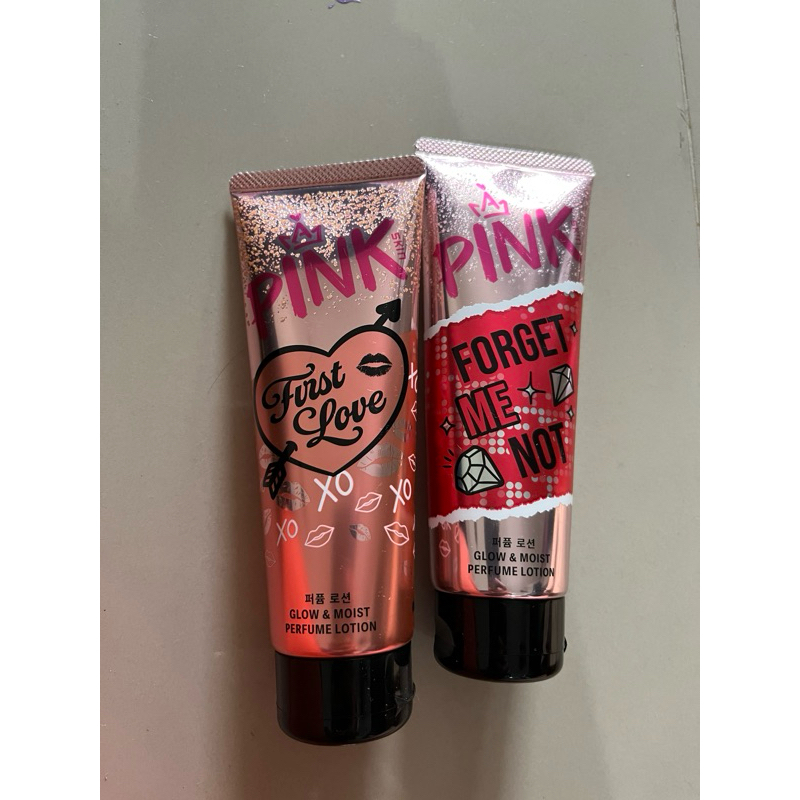 À
PINK
SKIN
First
Love
XO
XO
XO
퍼퓸 로션
GLOW & MOIST
PERFUME LOTION
À
PINK
FORGET
ME
NOT
퍼퓸 로션
GLOW & MOIST
PERFUME LOTION